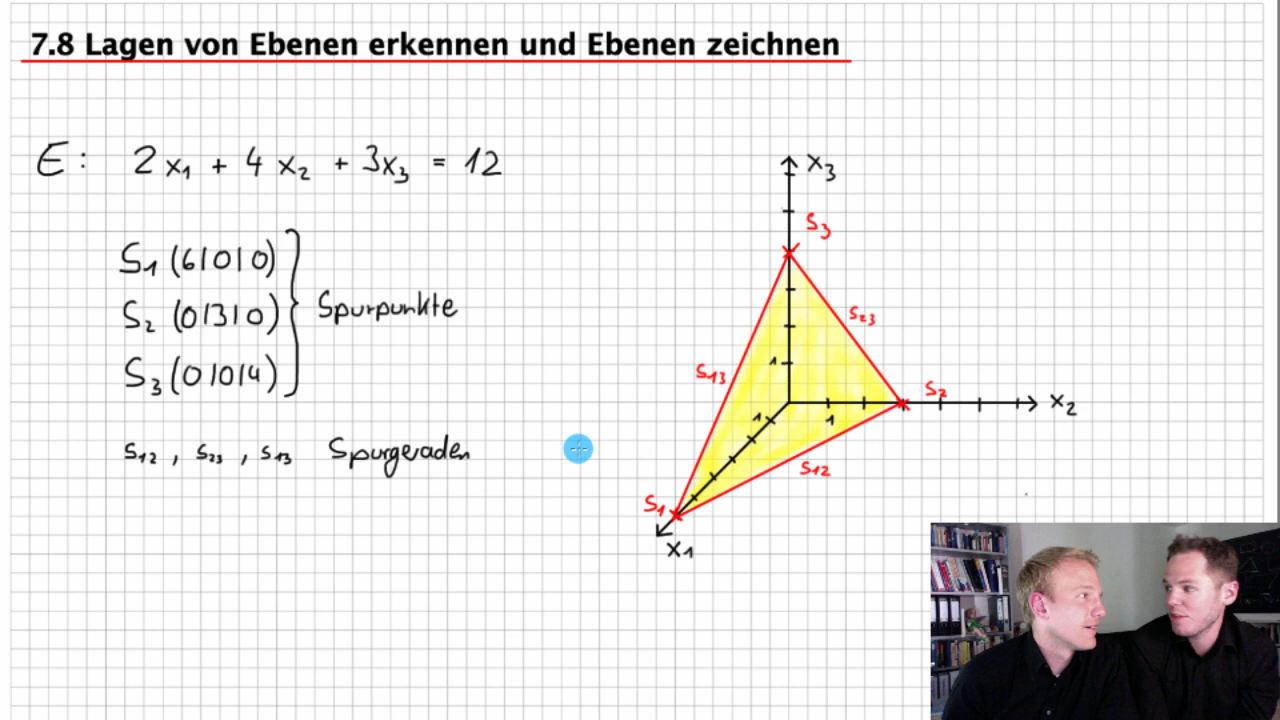 7.8 Lagen von Ebenen erkennen und Ebenen zeichnen
E: 2x₁ + 4x₂ + 3x₃ = 12
S₁(6|0|0)
S₂(0|3|0)
S₃(0|0|4)
Spurpunkte
s₁₂, s₂₃, s₁₃ Spurgeraden
x₃
S₃
s₂₃
1
s₁₃
S₂
x₂
1
1
s₁₂
S₁
x₁